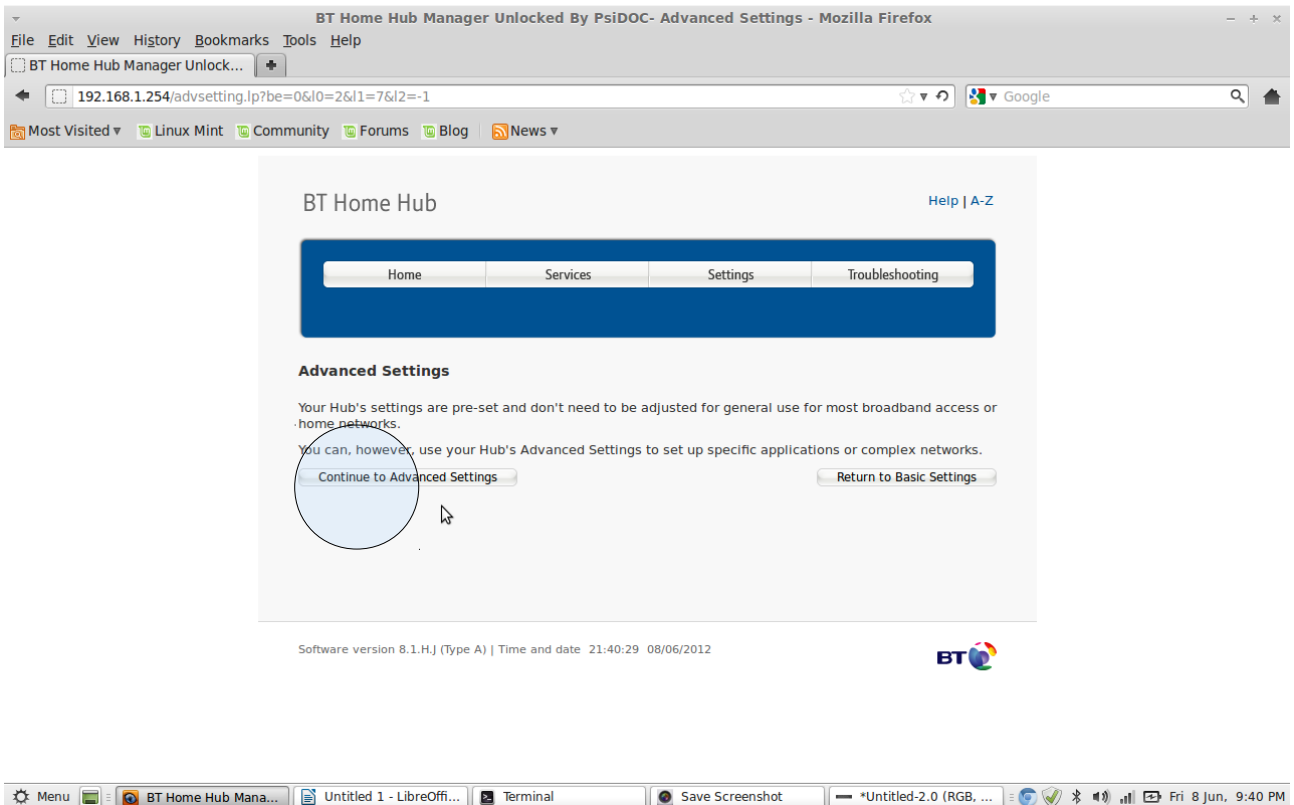 BT Home Hub Manager Unlocked By PsiDOC- Advanced Settings - Mozilla Firefox
File Edit View History Bookmarks Tools Help
BT Home Hub Manager Unlock...
192.168.1.254/advsetting.lp?be=0&l0=2&l1=7&l2=-1 Google
Most Visited Linux Mint Community Forums Blog News
BT Home Hub Help | A-Z
Home Services Settings Troubleshooting
Advanced Settings
Your Hub's settings are pre-set and don't need to be adjusted for general use for most broadband access or
home networks.
You can, however, use your Hub's Advanced Settings to set up specific applications or complex networks.
Continue to Advanced Settings Return to Basic Settings
Software version 8.1.H.J (Type A) | Time and date 21:40:29 08/06/2012
BT
Menu BT Home Hub Mana... Untitled 1 - LibreOffi... Terminal Save Screenshot *Untitled-2.0 (RGB, ... Fri 8 Jun, 9:40 PM